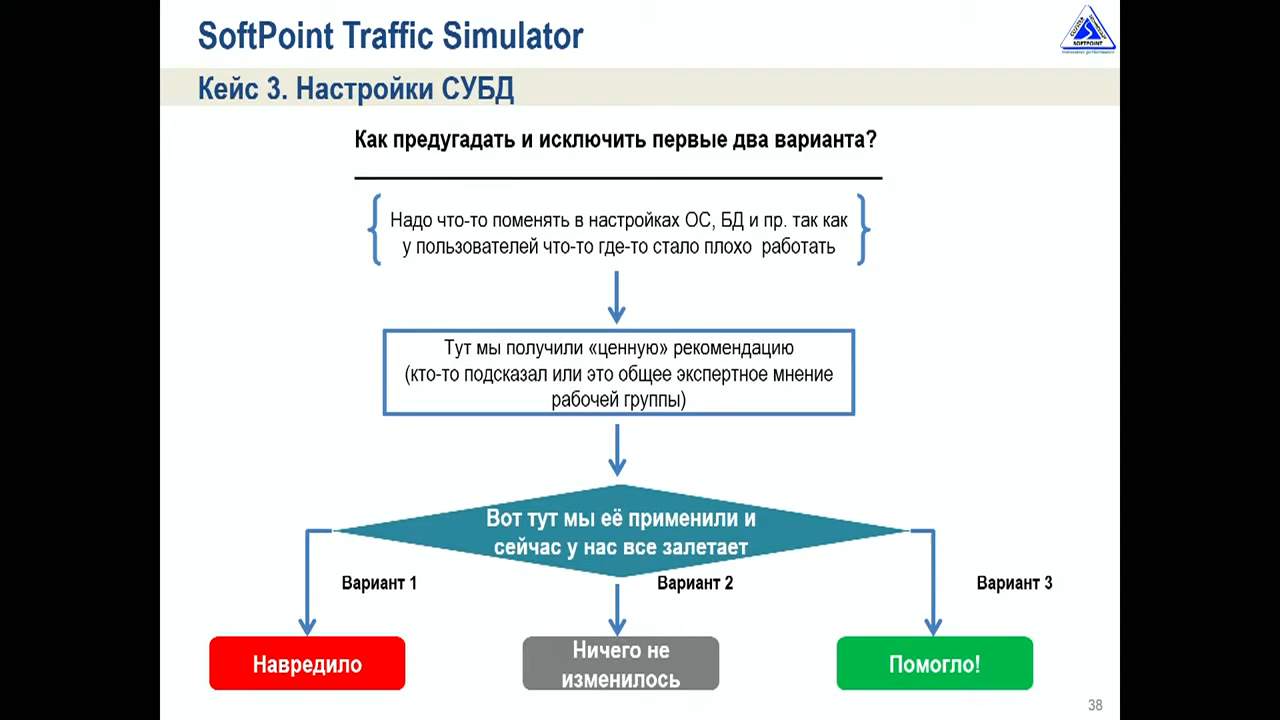 SoftPoint Traffic Simulator
Кейс 3. Настройки СУБД
Как предугадать и исключить первые два варианта?
Надо что-то поменять в настройках ОС, БД и пр. так как
у пользователей что-то где-то стало плохо работать
Тут мы получили «ценную» рекомендацию
(кто-то подсказал или это общее экспертное мнение
рабочей группы)
Вот тут мы её применили и
сейчас у нас все залетает
Вариант 1
Вариант 2
Вариант 3
Навредило
Ничего не
изменилось
Помогло!
38
SOFTPOINT